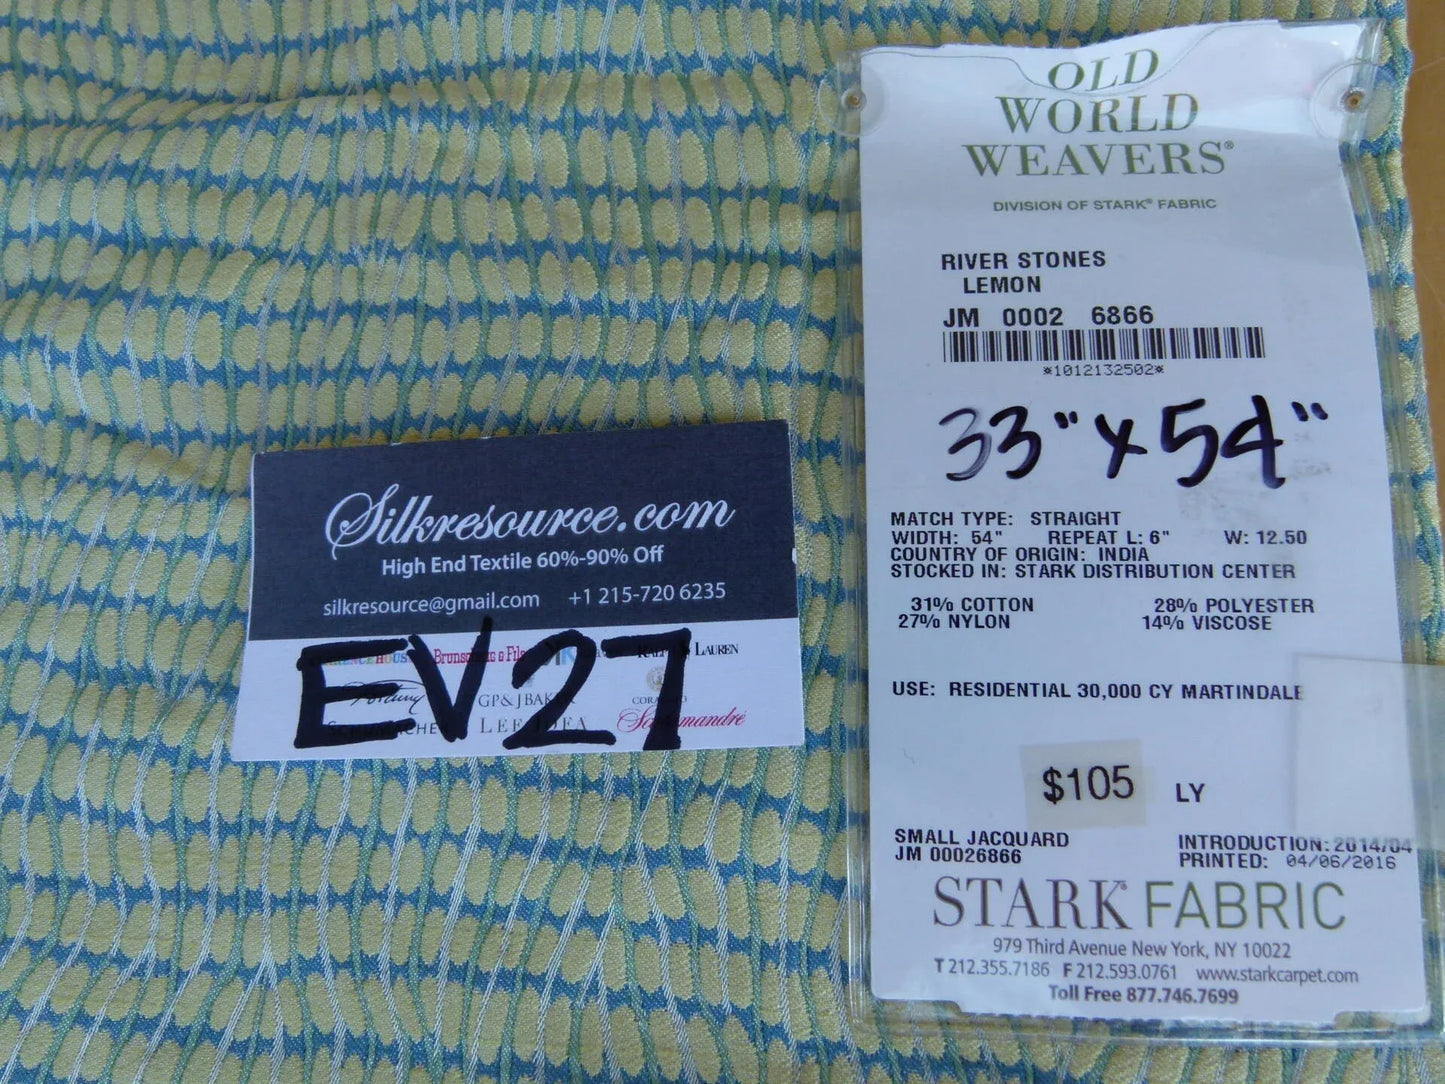 OLD
WORLD
WEAVERS®
DIVISION OF STARK® FABRIC
RIVER STONES
LEMON
JM 0002 6866
*1012132502*
33" x 54"
MATCH TYPE: STRAIGHT
WIDTH: 54" REPEAT L: 6" W: 12.50
COUNTRY OF ORIGIN: INDIA
STOCKED IN: STARK DISTRIBUTION CENTER
31% COTTON 28% POLYESTER
27% NYLON 14% VISCOSE
USE: RESIDENTIAL 30,000 CY MARTINDALE
$105 LY
SMALL JACQUARD INTRODUCTION: 2014/04
JM 00026866 PRINTED: 04/06/2016
STARK® FABRIC
979 Third Avenue New York, NY 10022
T 212.355.7186 F 212.593.0761 www.starkcarpet.com
Toll Free 877.746.7699
Silkresource.com
High End Textile 60%-90% Off
silkresource@gmail.com +1 215-720 6235
EV27
BRUNSCHWIG & FILS LAUREN
GP & J BAKER
LEE